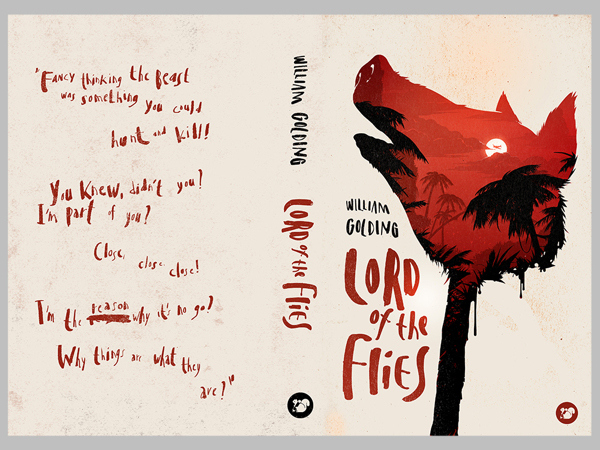 "Fancy thinking the Beast
was something you could
hunt and kill!
You knew, didn't you?
I'm part of you?
Close,
close close!
I'm the reason why it's no go?
Why things are what they
are?"
WILLIAM GOLDING
LORD of the FLiES
WILLIAM
GOLDING
LORD
of the
FLiES